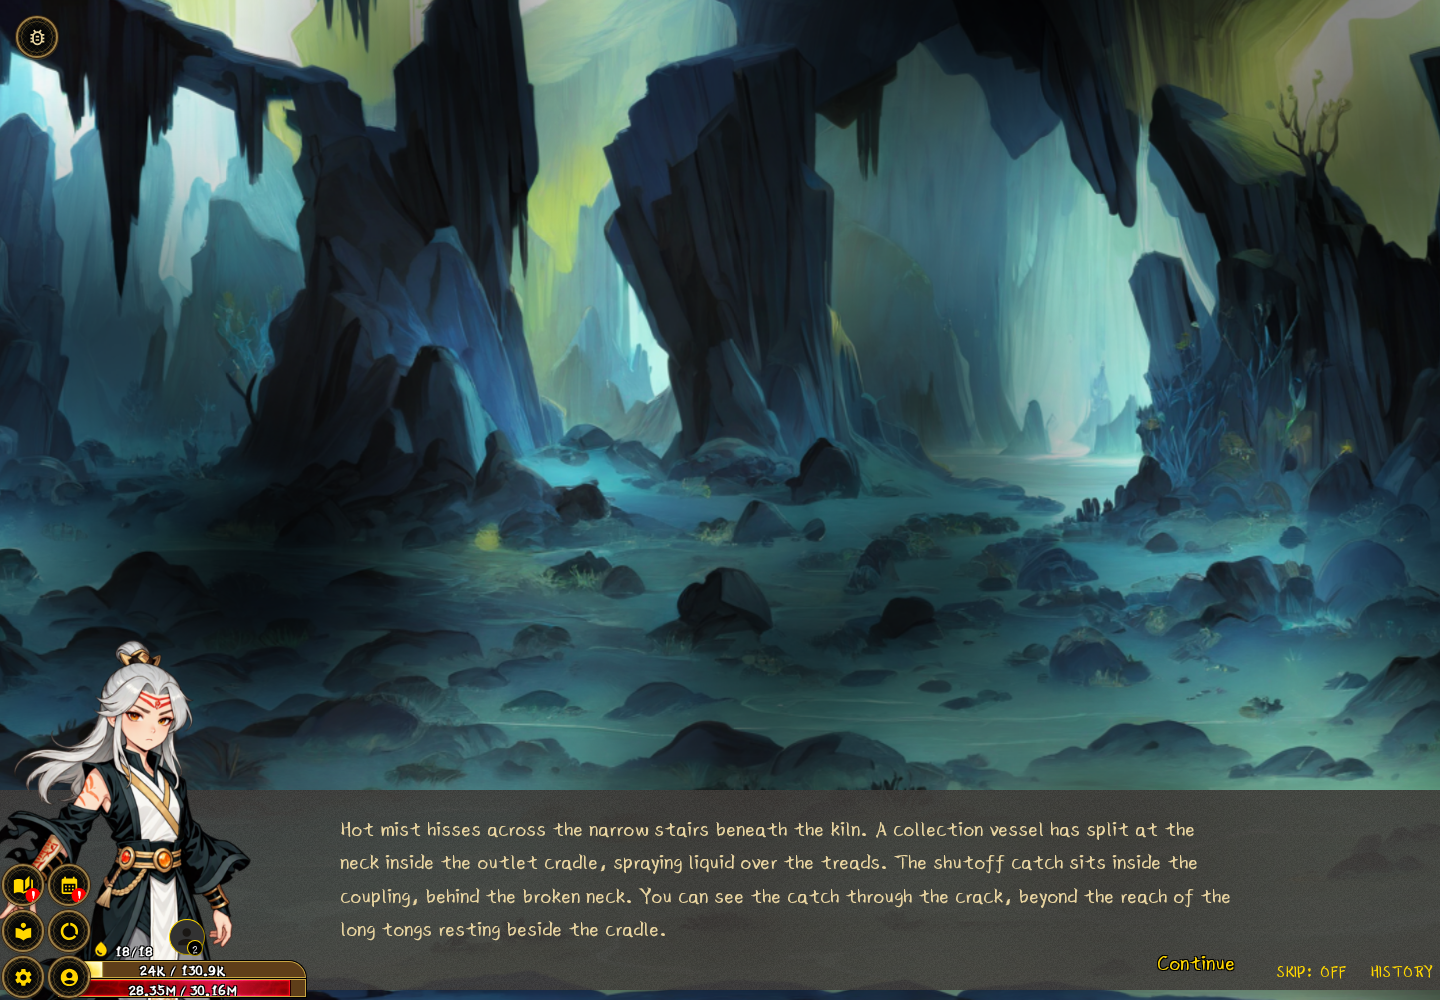 Hot mist hisses across the narrow stairs beneath the kiln. A collection vessel has split at the
neck inside the outlet cradle, spraying liquid over the treads. The shutoff catch sits inside the
coupling, behind the broken neck. You can see the catch through the crack, beyond the reach of the
long tongs resting beside the cradle.
Continue
SKIP: OFF HISTORY
18/18
2
24k / 130.9k
28.35M / 30.16M